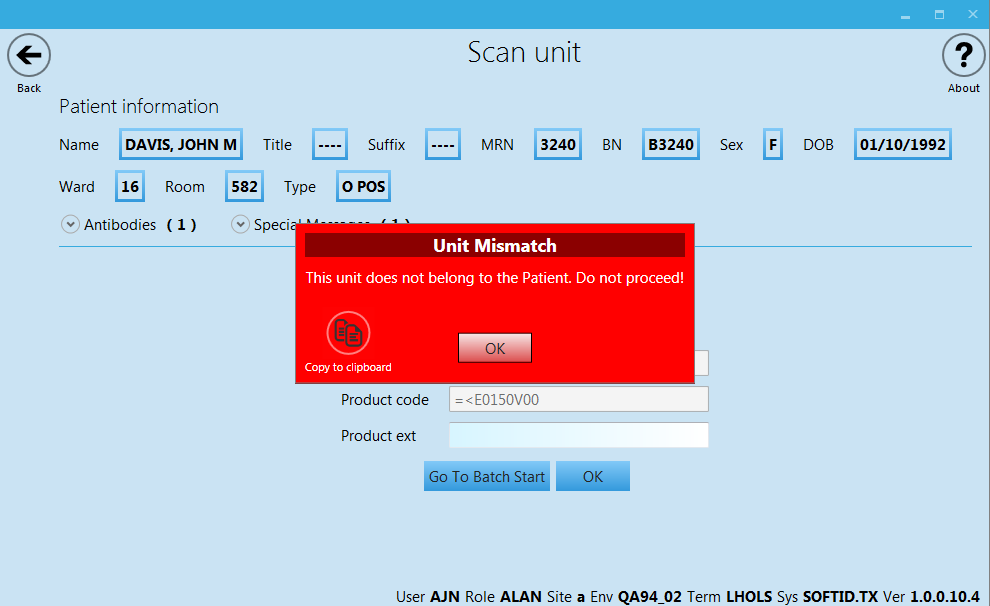 Scan unit
Back
?
About
Patient information
Name DAVIS, JOHN M Title ---- Suffix ---- MRN 3240 BN B3240 Sex F DOB 01/10/1992
Ward 16 Room 582 Type O POS
Antibodies ( 1 ) Special Messages ( 1 )
Unit Mismatch
This unit does not belong to the Patient. Do not proceed!
OK
Copy to clipboard
Product code =<E0150V00
Product ext
Go To Batch Start OK
User AJN Role ALAN Site a Env QA94_02 Term LHOLS Sys SOFTID.TX Ver 1.0.0.10.4